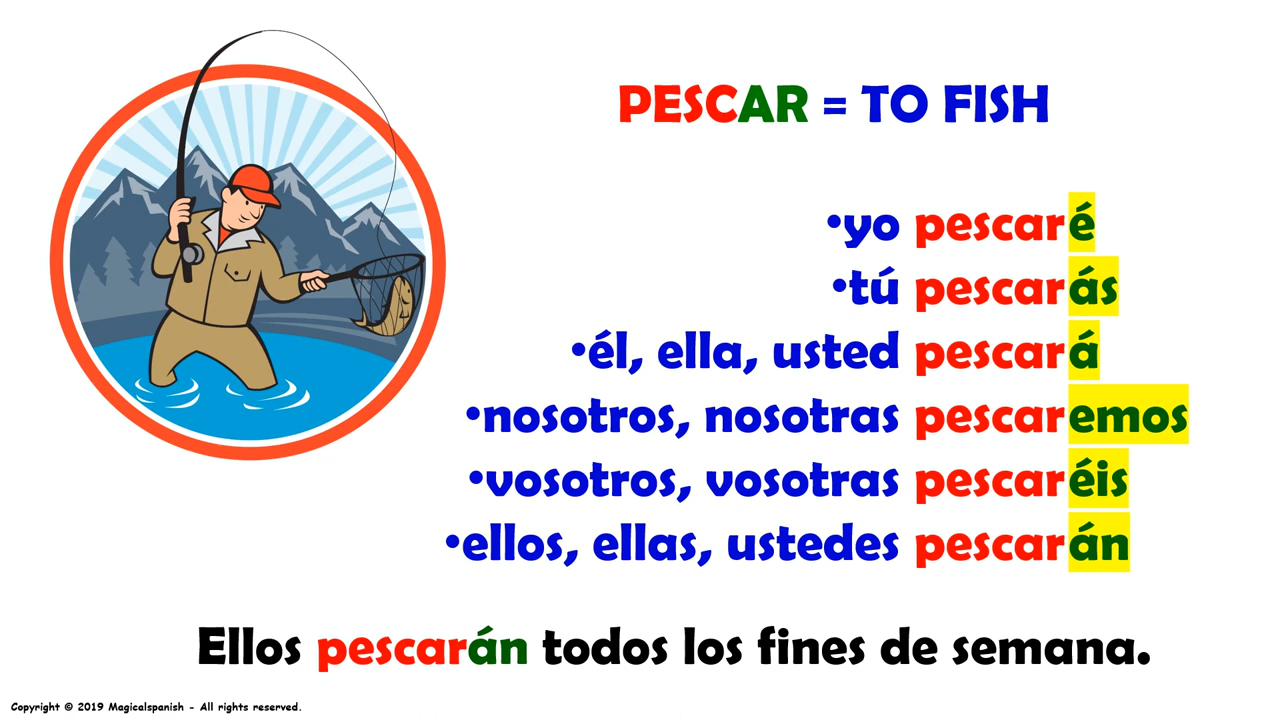 PESCAR = TO FISH
•yo pescaré
•tú pescarás
•él, ella, usted pescará
•nosotros, nosotras pescaremos
•vosotros, vosotras pescaréis
•ellos, ellas, ustedes pescarán
Ellos pescarán todos los fines de semana.
Copyright © 2019 Magicalspanish - All rights reserved.